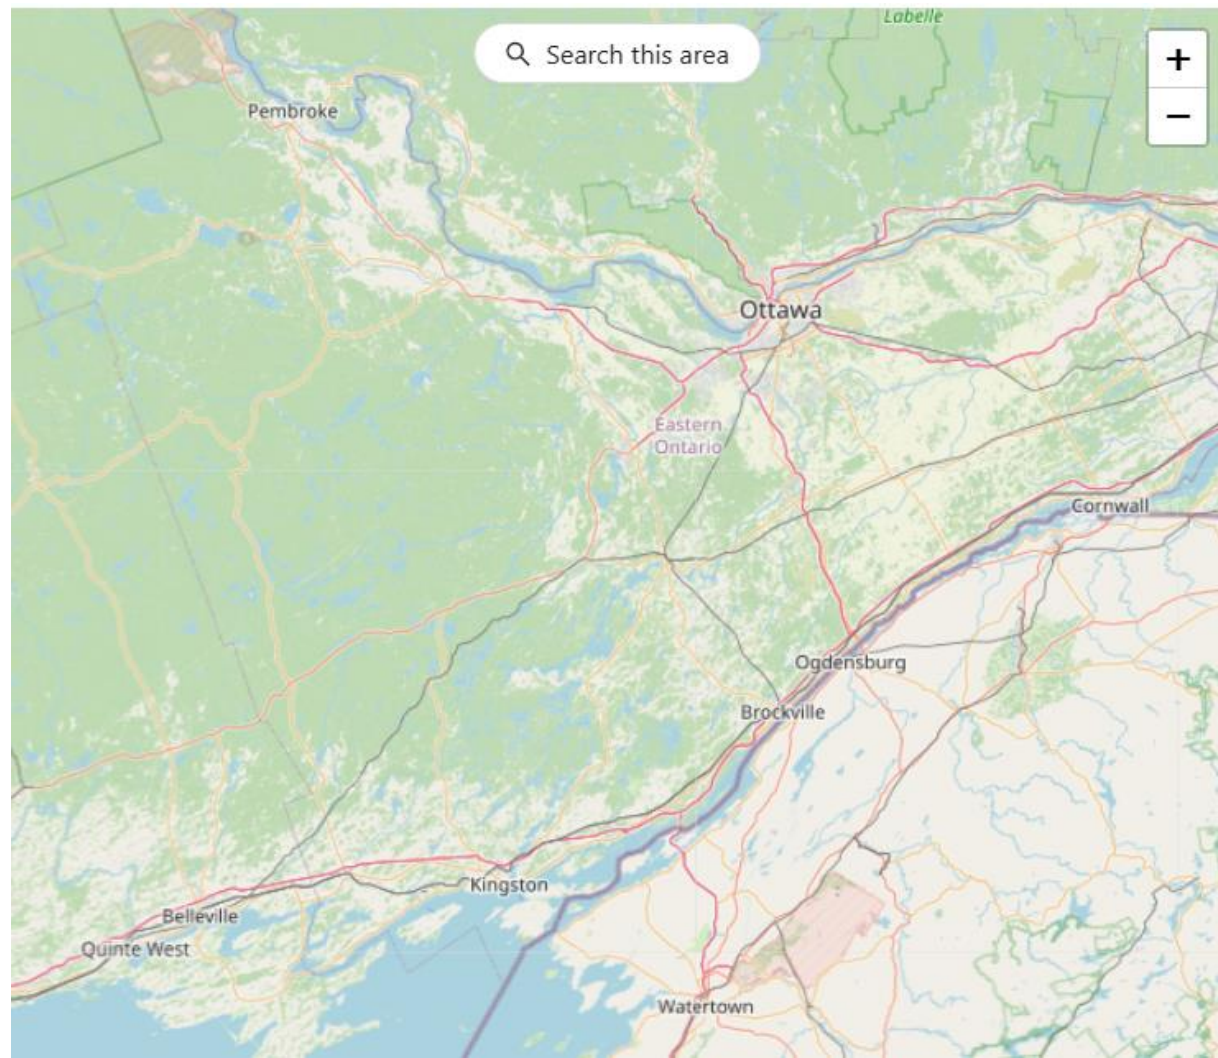 Labelle
Search this area
+
−
Pembroke
Ottawa
Eastern
Ontario
Cornwall
Ogdensburg
Brockville
Kingston
Belleville
Quinte West
Watertown